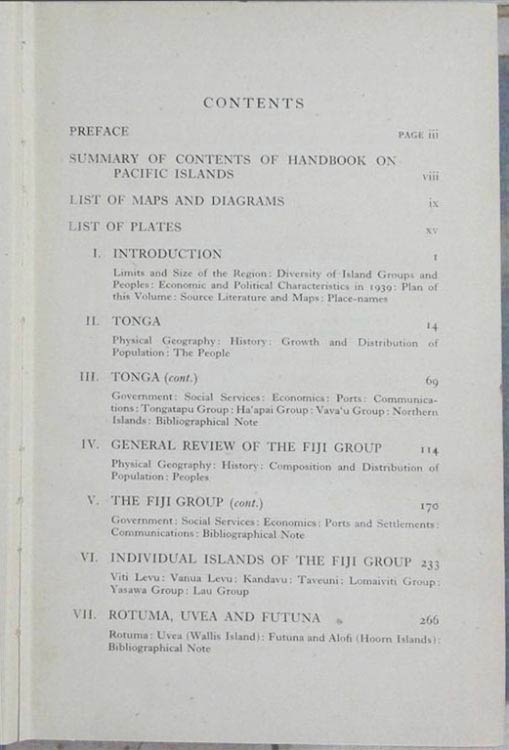 CONTENTS
PREFACE PAGE iii
SUMMARY OF CONTENTS OF HANDBOOK ON
PACIFIC ISLANDS viii
LIST OF MAPS AND DIAGRAMS ix
LIST OF PLATES xv
I. INTRODUCTION 1
Limits and Size of the Region: Diversity of Island Groups and
Peoples: Economic and Political Characteristics in 1939: Plan of
this Volume: Source Literature and Maps: Place-names
II. TONGA 14
Physical Geography: History: Growth and Distribution of
Population: The People
III. TONGA (cont.) 69
Government: Social Services: Economics: Ports: Communica-
tions: Tongatapu Group: Ha'apai Group: Vava'u Group: Northern
Islands: Bibliographical Note
IV. GENERAL REVIEW OF THE FIJI GROUP 114
Physical Geography: History: Composition and Distribution of
Population: Peoples
V. THE FIJI GROUP (cont.) 170
Government: Social Services: Economics: Ports and Settlements:
Communications: Bibliographical Note
VI. INDIVIDUAL ISLANDS OF THE FIJI GROUP 233
Viti Levu: Vanua Levu: Kandavu: Taveuni: Lomaiviti Group:
Yasawa Group: Lau Group
VII. ROTUMA, UVEA AND FUTUNA 266
Rotuma: Uvea (Wallis Island): Futuna and Alofi (Hoorn Islands):
Bibliographical Note